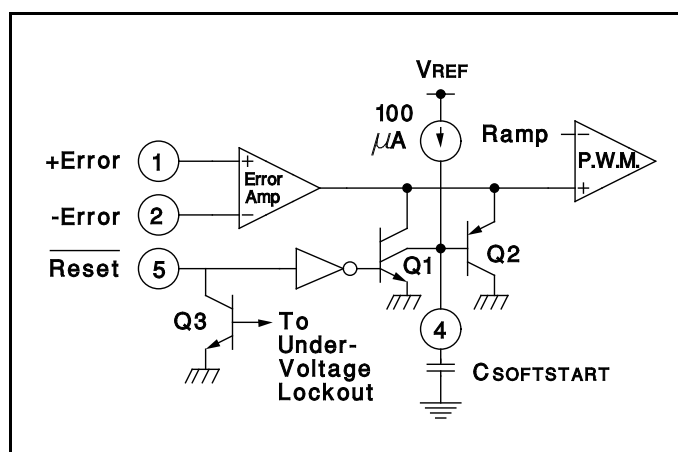 VREF
100
µA
Ramp
P.W.M.
−
+
+Error
1
+
Error
Amp
−
-Error
2
Reset
5
Q1
Q2
Q3
To
Under-
Voltage
Lockout
4
CSOFTSTART